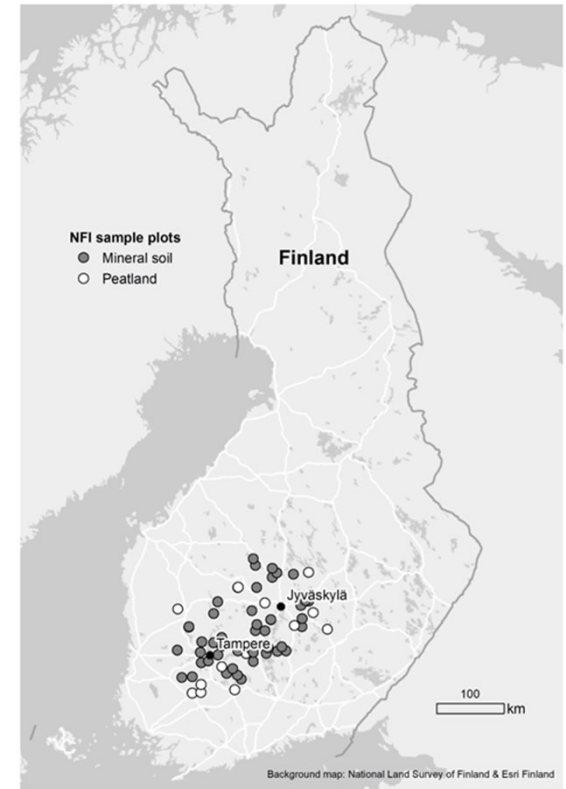 NFI sample plots
Mineral soil
Peatland
Finland
Jyväskylä
Tampere
100
km
Background map: National Land Survey of Finland & Esri Finland